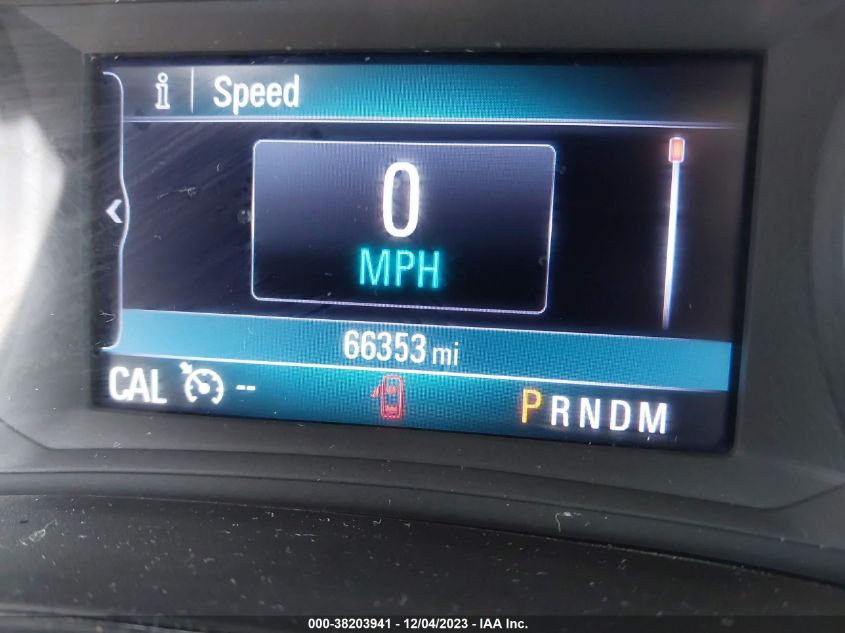 i Speed
0
MPH
66353 mi
CAL -- PRNDM
000-38203941 - 12/04/2023 - IAA Inc.